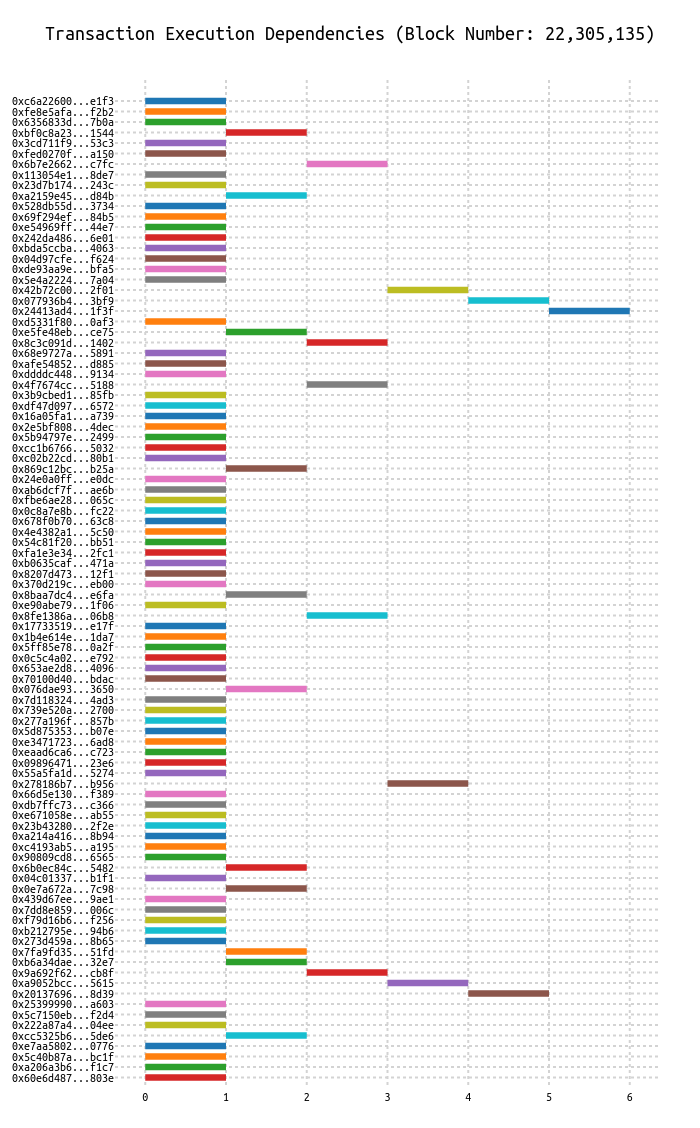 Transaction Execution Dependencies (Block Number: 22,305,135)
0xc6a22600...e1f3
0xfe8e5afa...f2b2
0x6356833d...7b0a
0xbf0c8a23...1544
0x3cd711f9...53c3
0xfed0270f...a150
0x6b7e2662...c7fc
0x113054e1...8de7
0x23d7b174...243c
0xa2159e45...d84b
0x528db55d...3734
0x69f294ef...84b5
0xe54969ff...44e7
0x242da486...6e01
0xbda5ccba...4063
0x04d97cfe...f624
0xde93aa9e...bfa5
0x5e4a2224...7a04
0x42b72c00...2f01
0x077936b4...3bf9
0x24413ad4...1f3f
0xd5331f80...0af3
0xe5fe48eb...ce75
0x8c3c091d...1402
0x68e9727a...5891
0xafe54852...d885
0xddddc448...9134
0x4f7674cc...5188
0x3b9cbed1...85fb
0xdf47d097...6572
0x16a05fa1...a739
0x2e5bf808...4dec
0x5b94797e...2499
0xcc1b6766...5032
0xc02b22cd...80b1
0x869c12bc...b25a
0x24e0a0ff...e0dc
0xab6dcf7f...ae6b
0xfbe6ae28...065c
0x0c8a7e8b...fc22
0x678f0b70...63c8
0x4e4382a1...5c50
0x54c81f20...bb51
0xfa1e3e34...2fc1
0xb0635caf...471a
0x8207d473...12f1
0x370d219c...eb00
0x8baa7dc4...e6fa
0xe90abe79...1f06
0x8fe1386a...06b8
0x17733519...e17f
0x1b4e614e...1da7
0x5ff85e78...0a2f
0x0c5c4a02...e792
0x653ae2d8...4096
0x70100d40...bdac
0x076dae93...3650
0x7d118324...4ad3
0x739e520a...2700
0x277a196f...857b
0x5d875353...b07e
0xe3471723...6ad8
0xeaad6ca6...c723
0x09896471...23e6
0x55a5fa1d...5274
0x278186b7...b956
0x66d5e130...f389
0xdb7ffc73...c366
0xe671058e...ab55
0x23b43280...2f2e
0xa214a416...8b94
0xc4193ab5...a195
0x90809cd8...6565
0x6b0ec84c...5482
0x04c01337...b1f1
0x0e7a672a...7c98
0x439d67ee...9ae1
0x7dd8e859...006c
0xf79d16b6...f256
0xb212795e...94b6
0x273d459a...8b65
0x7fa9fd35...51fd
0xb6a34dae...32e7
0x9a692f62...cb8f
0xa9052bcc...5615
0x20137696...8d39
0x25399990...a603
0x5c7150eb...f2d4
0x222a87a4...04ee
0xcc5325b6...5de6
0xe7aa5802...0776
0x5c40b87a...bc1f
0xa206a3b6...f1c7
0x60e6d487...803e
0 1 2 3 4 5 6